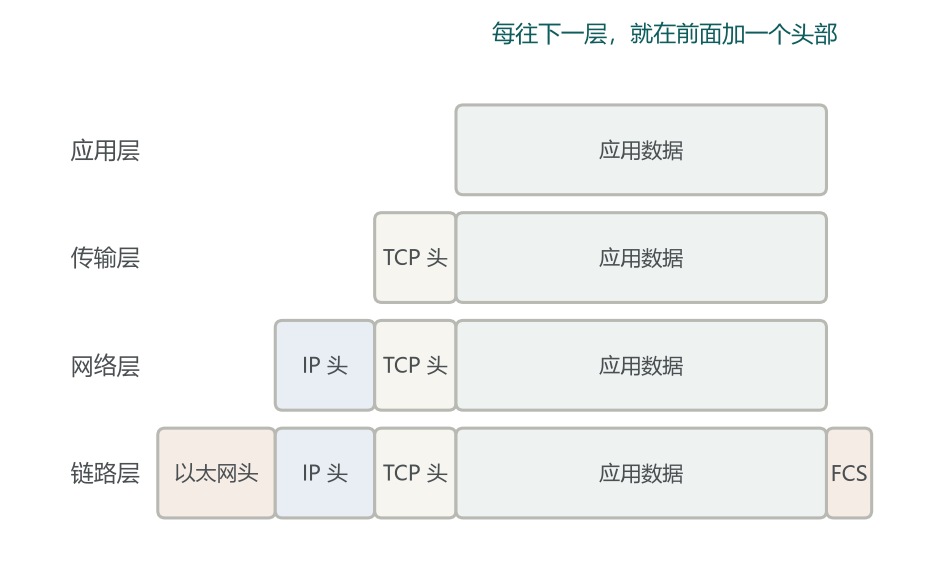 每往下一层，就在前面加一个头部
应用层 应用数据
传输层 TCP 头 应用数据
网络层 IP 头 TCP 头 应用数据
链路层 以太网头 IP 头 TCP 头 应用数据 FCS